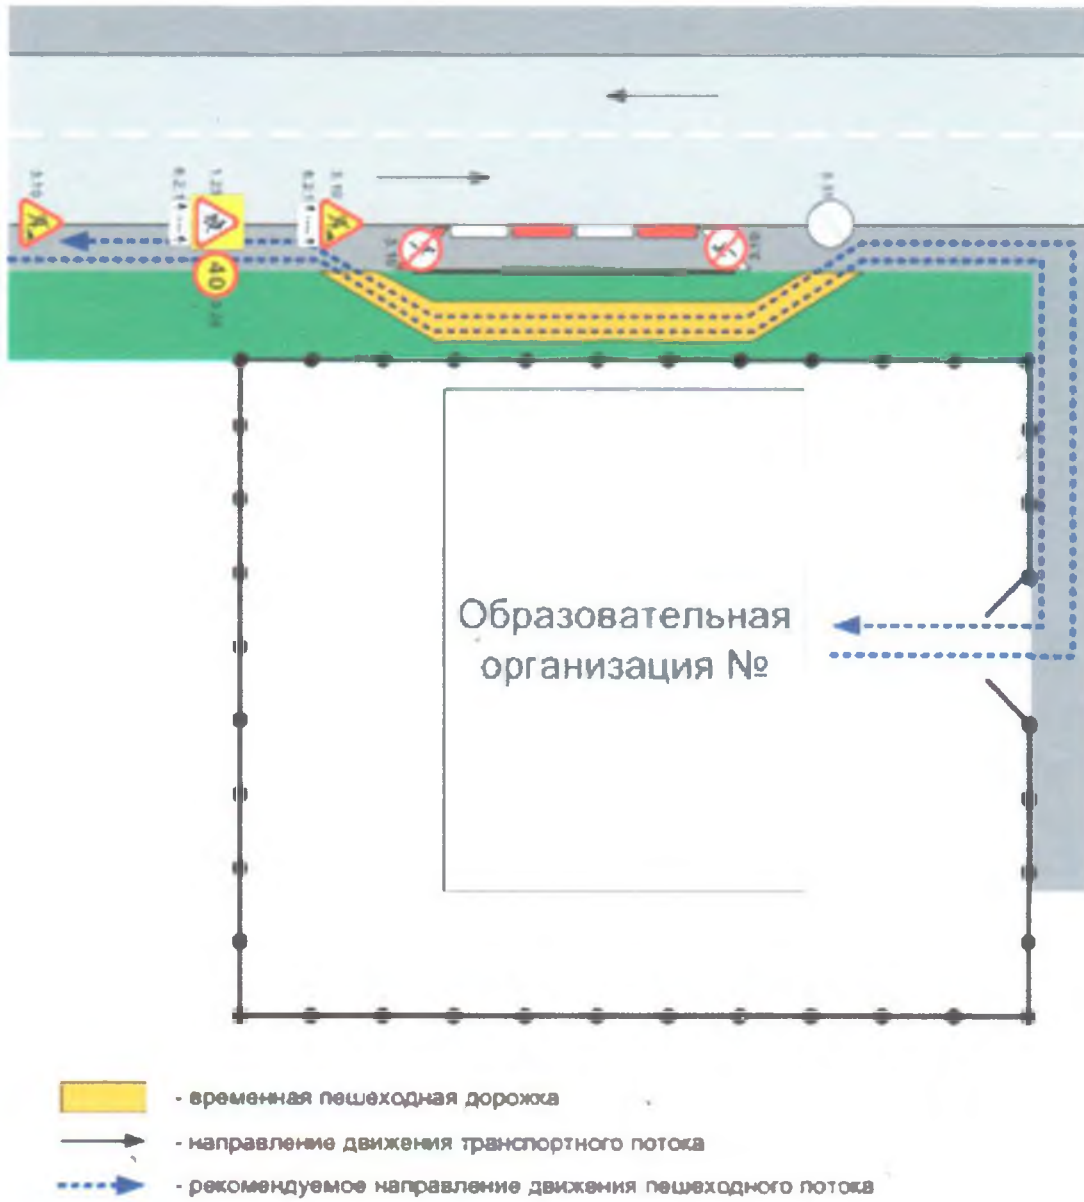 40
Образовательная
организация №
- временная пешеходная дорожка
- направление движения транспортного потока
- рекомендуемое направление движения пешеходного потока